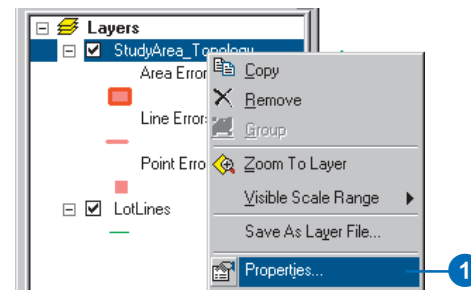 Layers
StudyArea_Topology
Area Error
Line Error
Point Erro
LotLines
Copy
Remove
Group
Zoom To Layer
Visible Scale Range
Save As Layer File...
Properties...
1